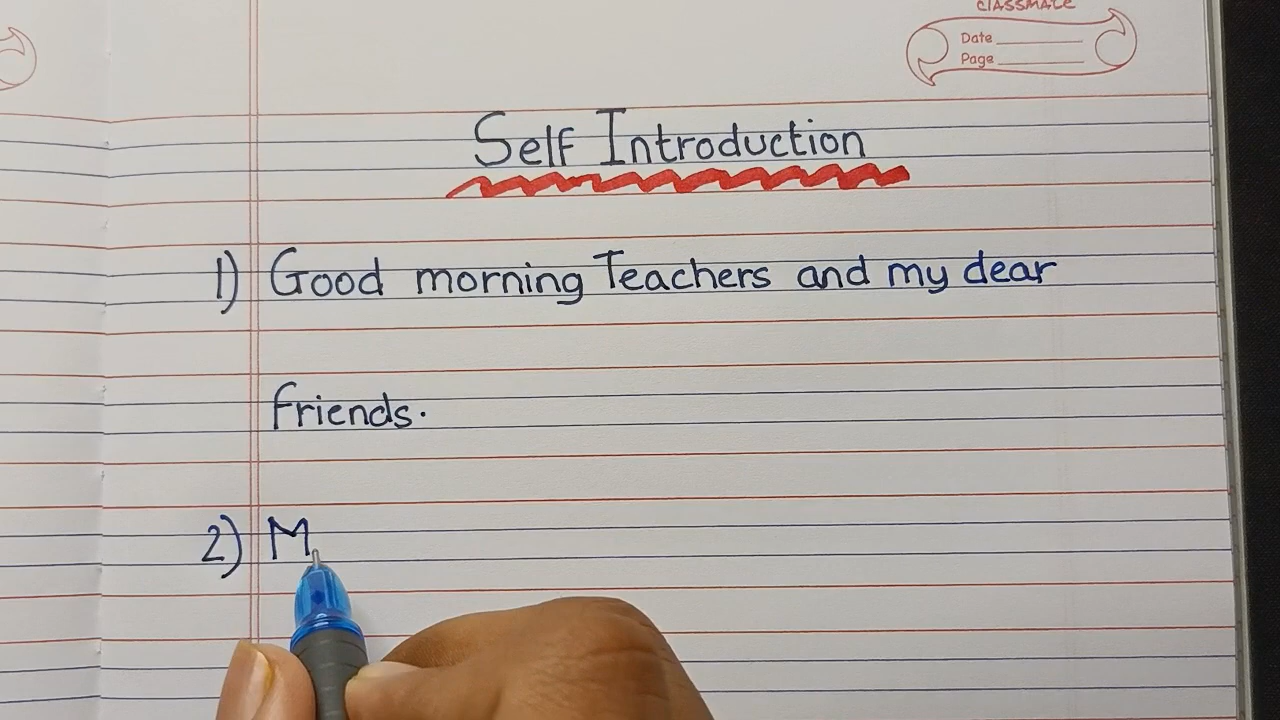 CLASSMATE
Date
Page
Self Introduction
1) Good morning Teachers and my dear
friends.
2) M